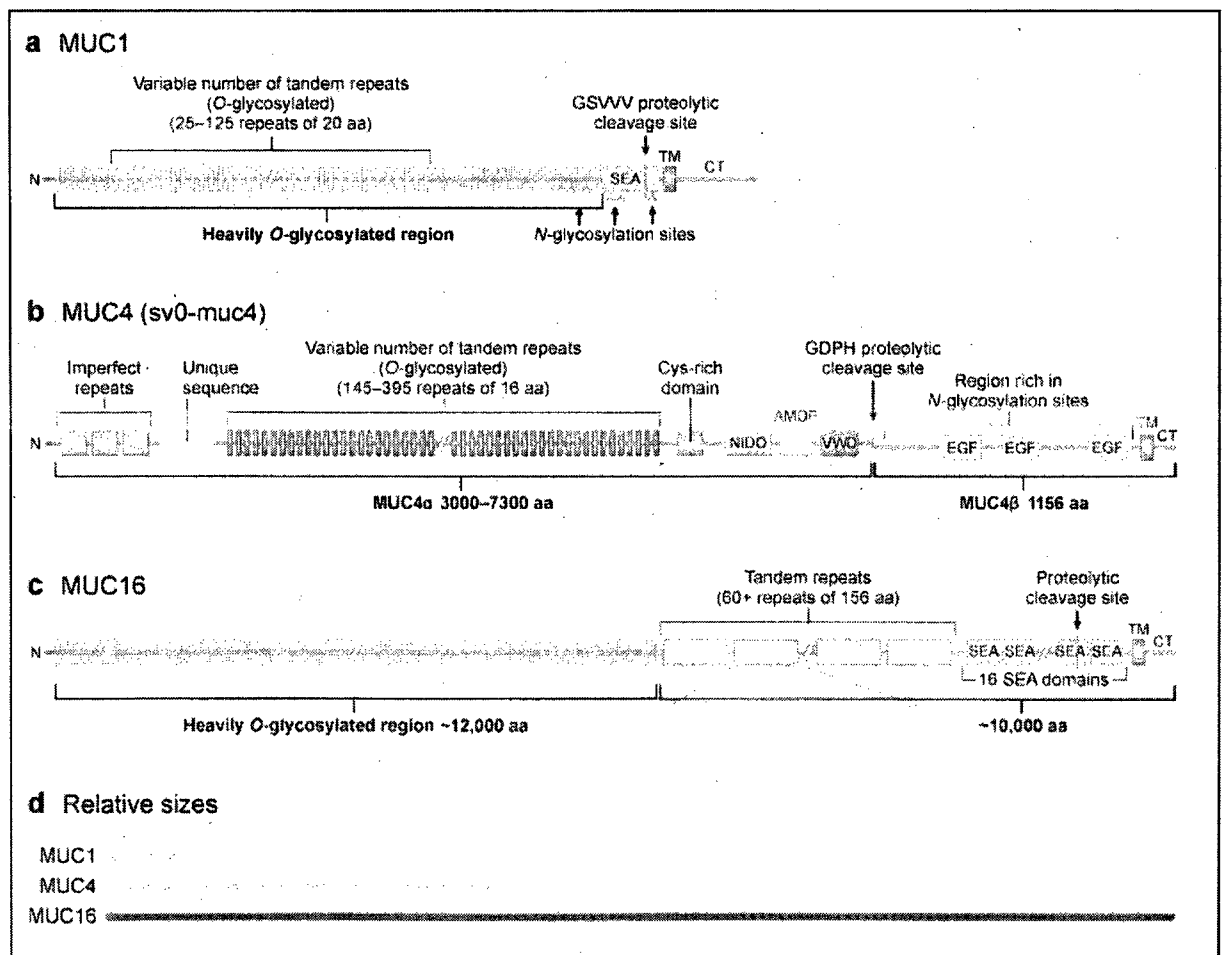 a MUC1
Variable number of tandem repeats
(O-glycosylated)
(25–125 repeats of 20 aa)
GSVVV proteolytic
cleavage site
TM
N
SEA
CT
Heavily O-glycosylated region
N-glycosylation sites
b MUC4 (sv0-muc4)
Imperfect
repeats
Unique
sequence
Variable number of tandem repeats
(O-glycosylated)
(145–395 repeats of 16 aa)
Cys-rich
domain
GDPH proteolytic
cleavage site
Region rich in
N-glycosylation sites
AMOP
TM
CT
N
NIDO
VWD
EGF
EGF
EGF
MUC4α 3000–7300 aa
MUC4β 1156 aa
c MUC16
Tandem repeats
(60+ repeats of 156 aa)
Proteolytic
cleavage site
TM
CT
N
SEA SEA SEA SEA
16 SEA domains
Heavily O-glycosylated region ~12,000 aa
~10,000 aa
d Relative sizes
MUC1
MUC4
MUC16